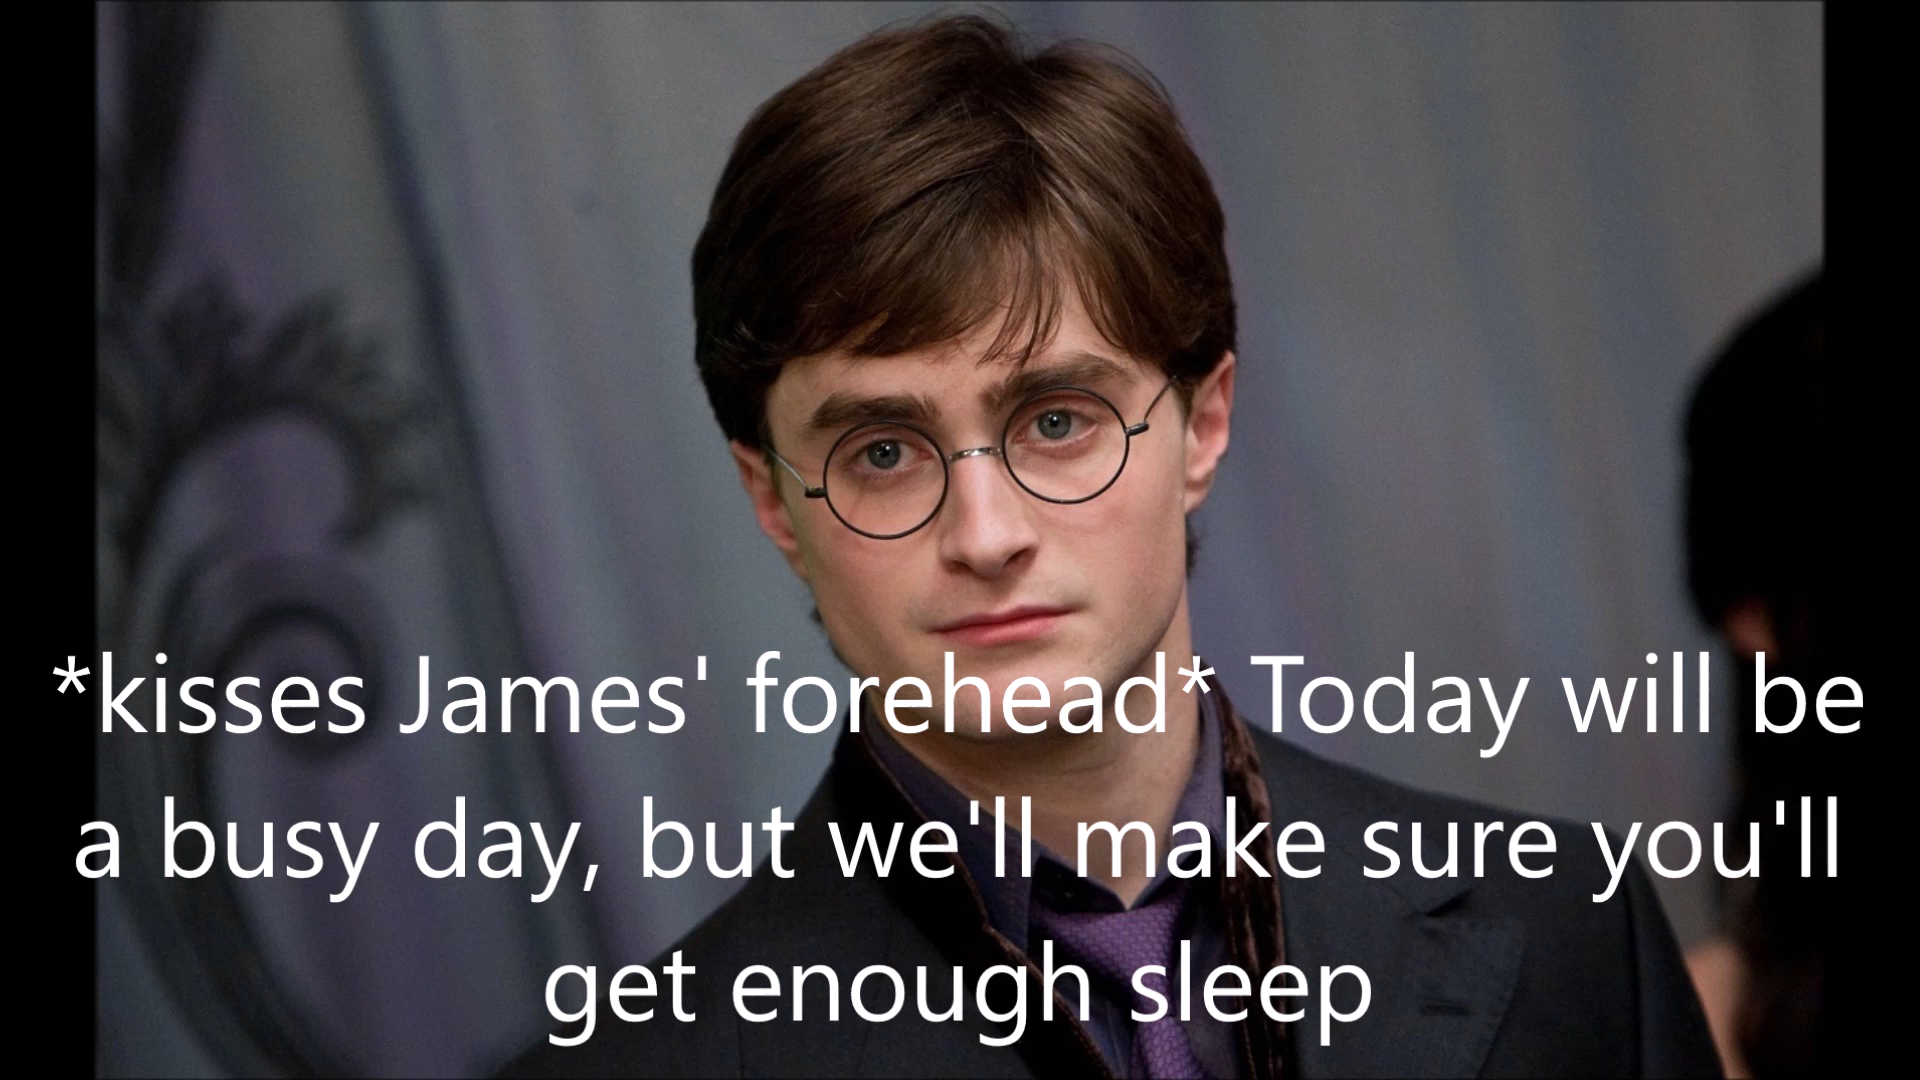 *kisses James' forehead* Today will be
a busy day, but we'll make sure you'll
get enough sleep